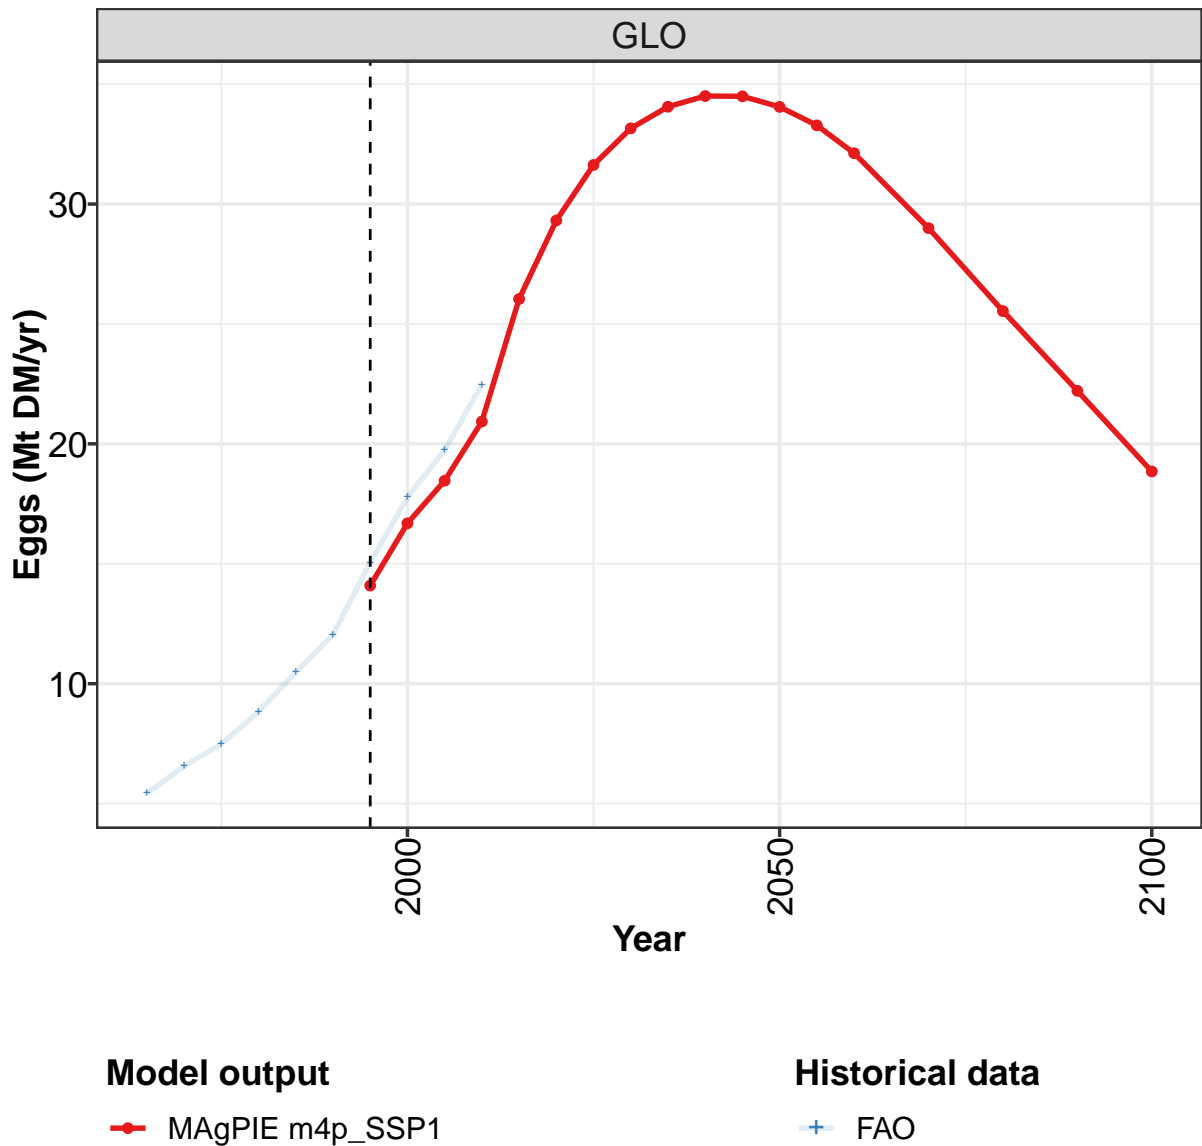 GLO
Eggs (Mt DM/yr)
30
20
10
2000
2050
2100
Year
Model output
MAgPIE m4p_SSP1
Historical data
FAO